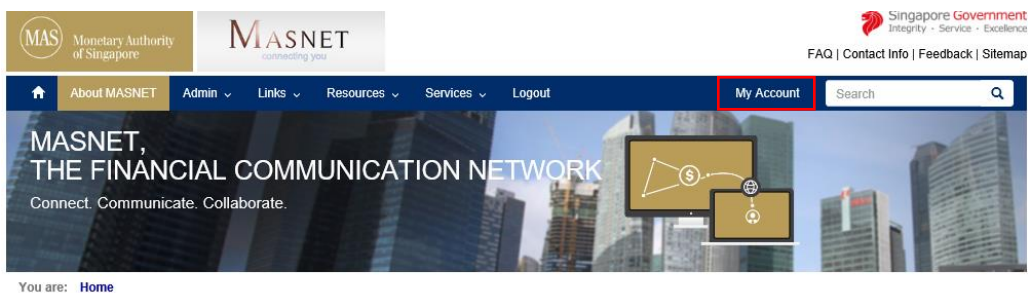 MAS
Monetary Authority
of Singapore
MASNET
connecting you
Singapore Government
Integrity · Service · Excellence
FAQ | Contact Info | Feedback | Sitemap
About MASNET Admin Links Resources Services Logout My Account Search
MASNET,
THE FINANCIAL COMMUNICATION NETWORK
Connect. Communicate. Collaborate.
$
You are: Home